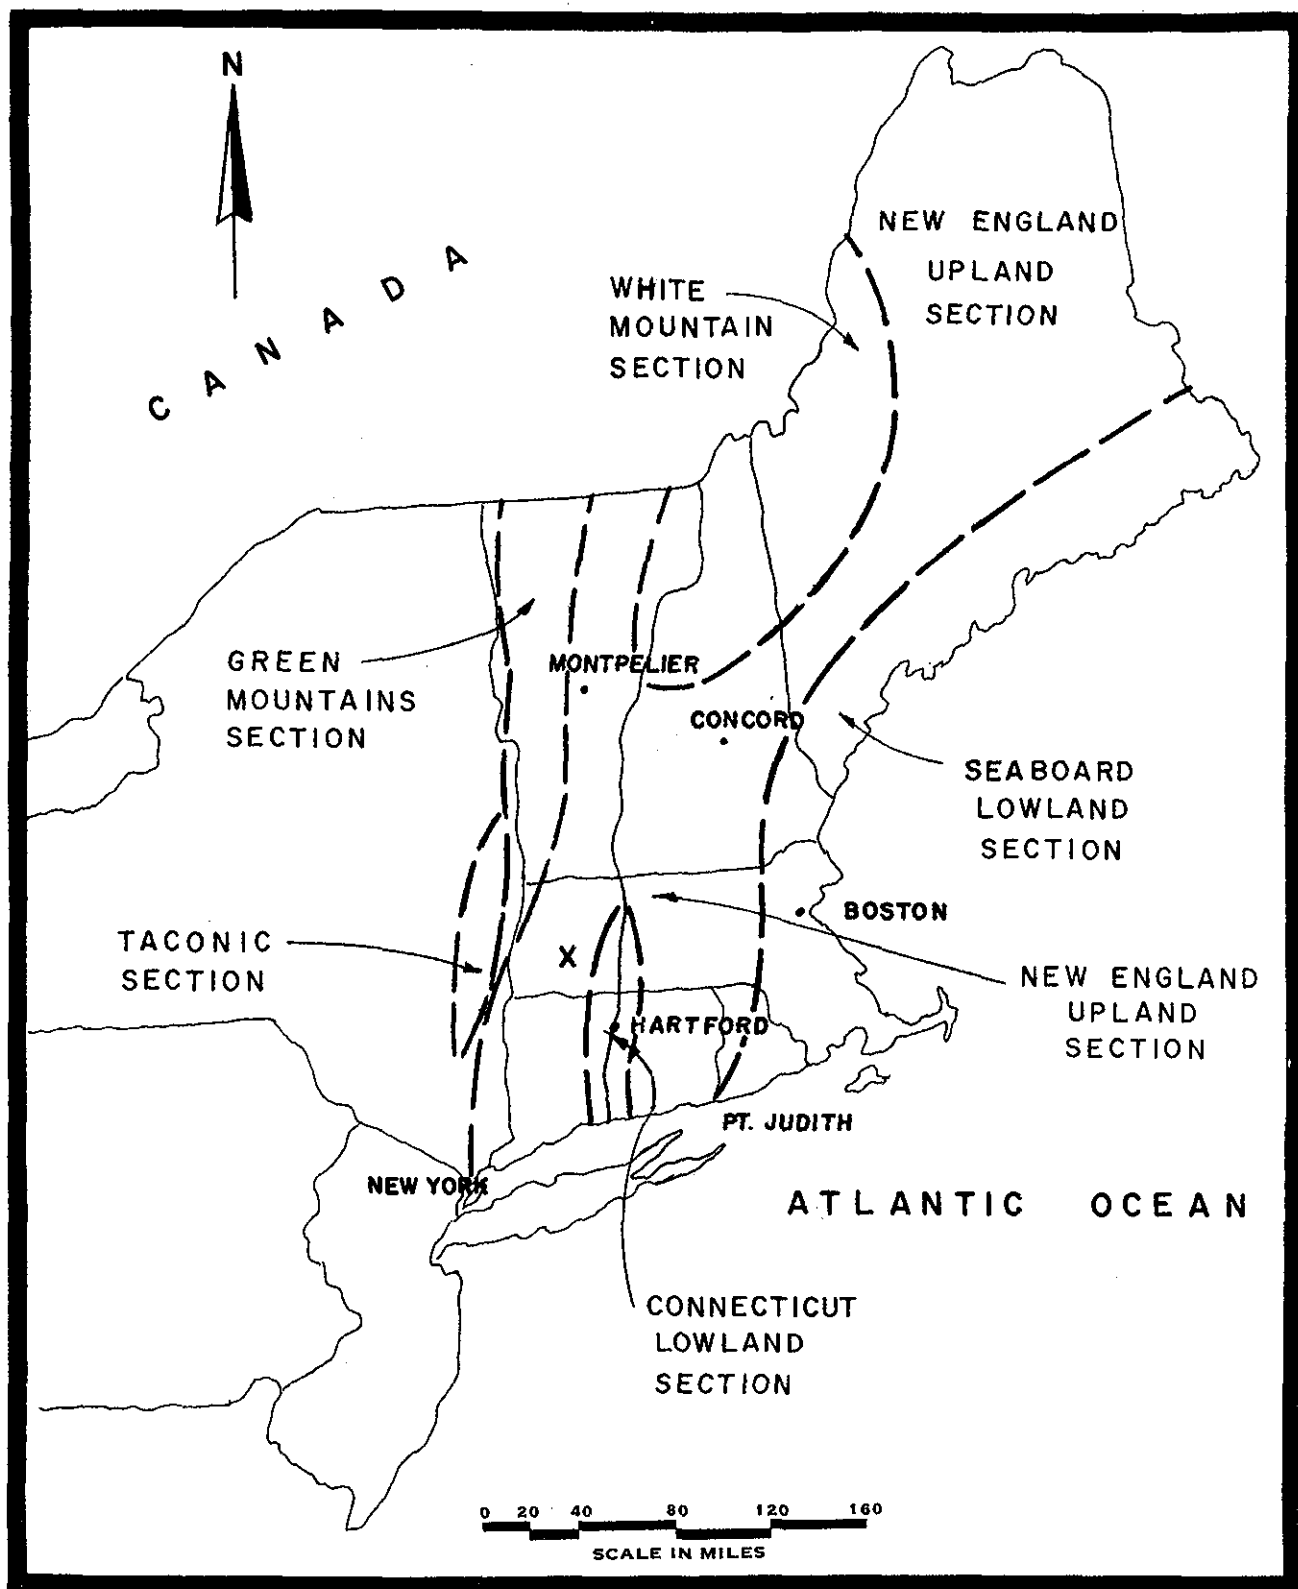 N
CANADA
NEW ENGLAND
UPLAND
SECTION
WHITE
MOUNTAIN
SECTION
GREEN
MOUNTAINS
SECTION
MONTPELIER
CONCORD
SEABOARD
LOWLAND
SECTION
BOSTON
TACONIC
SECTION
X
NEW ENGLAND
UPLAND
SECTION
HARTFORD
PT. JUDITH
NEW YORK
ATLANTIC OCEAN
CONNECTICUT
LOWLAND
SECTION
0 20 40 80 120 160
SCALE IN MILES